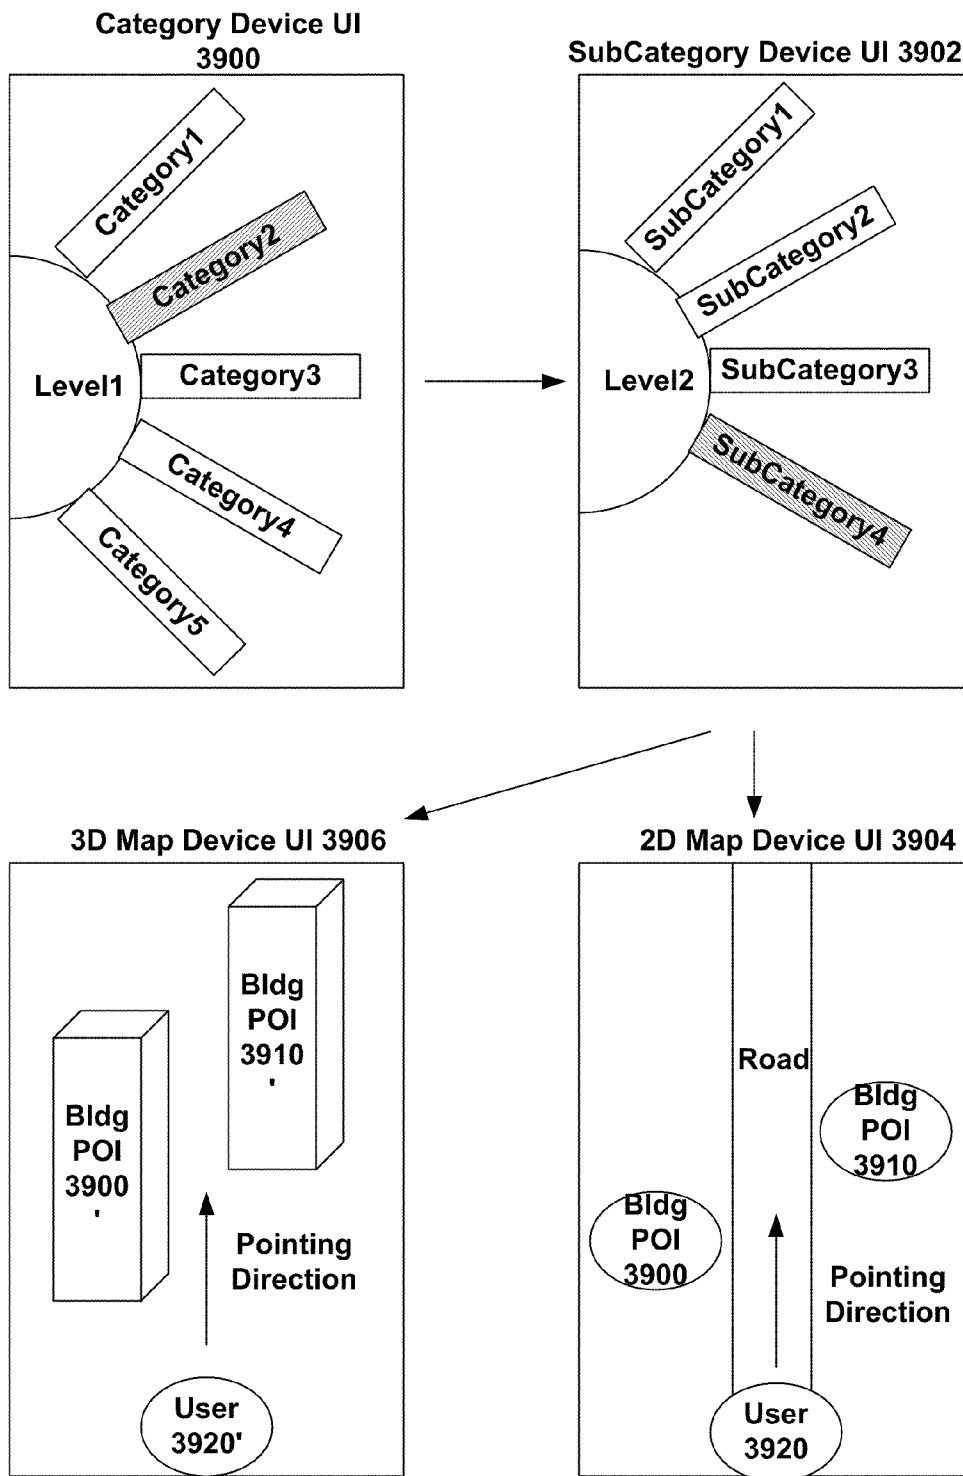 Category Device UI
3900
Category1
Category2
Category3
Category4
Category5
Level1
SubCategory Device UI 3902
SubCategory1
SubCategory2
SubCategory3
SubCategory4
Level2
3D Map Device UI 3906
Bldg
POI
3910
'
Bldg
POI
3900
'
Pointing
Direction
User
3920'
2D Map Device UI 3904
Road
Bldg
POI
3910
Bldg
POI
3900
Pointing
Direction
User
3920